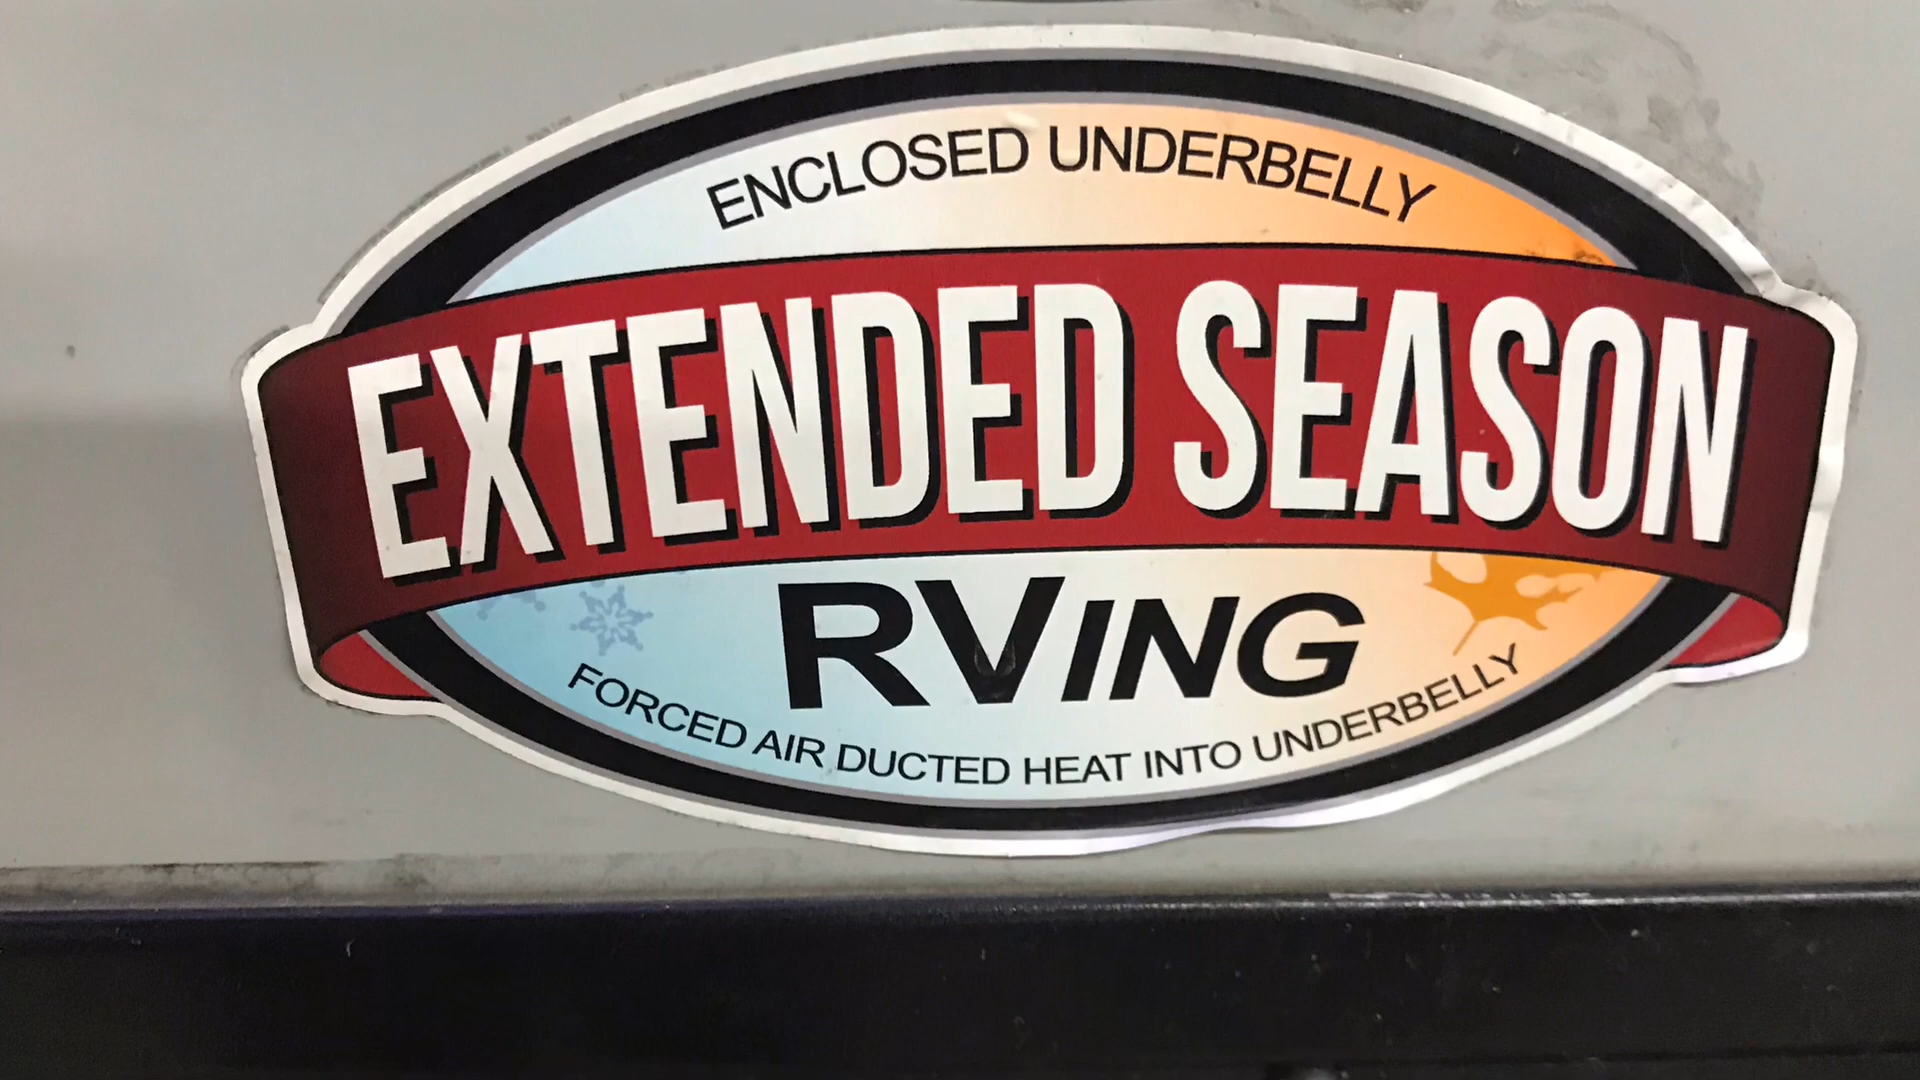 ENCLOSED UNDERBELLY
EXTENDED SEASON
RVING
FORCED AIR DUCTED HEAT INTO UNDERBELLY